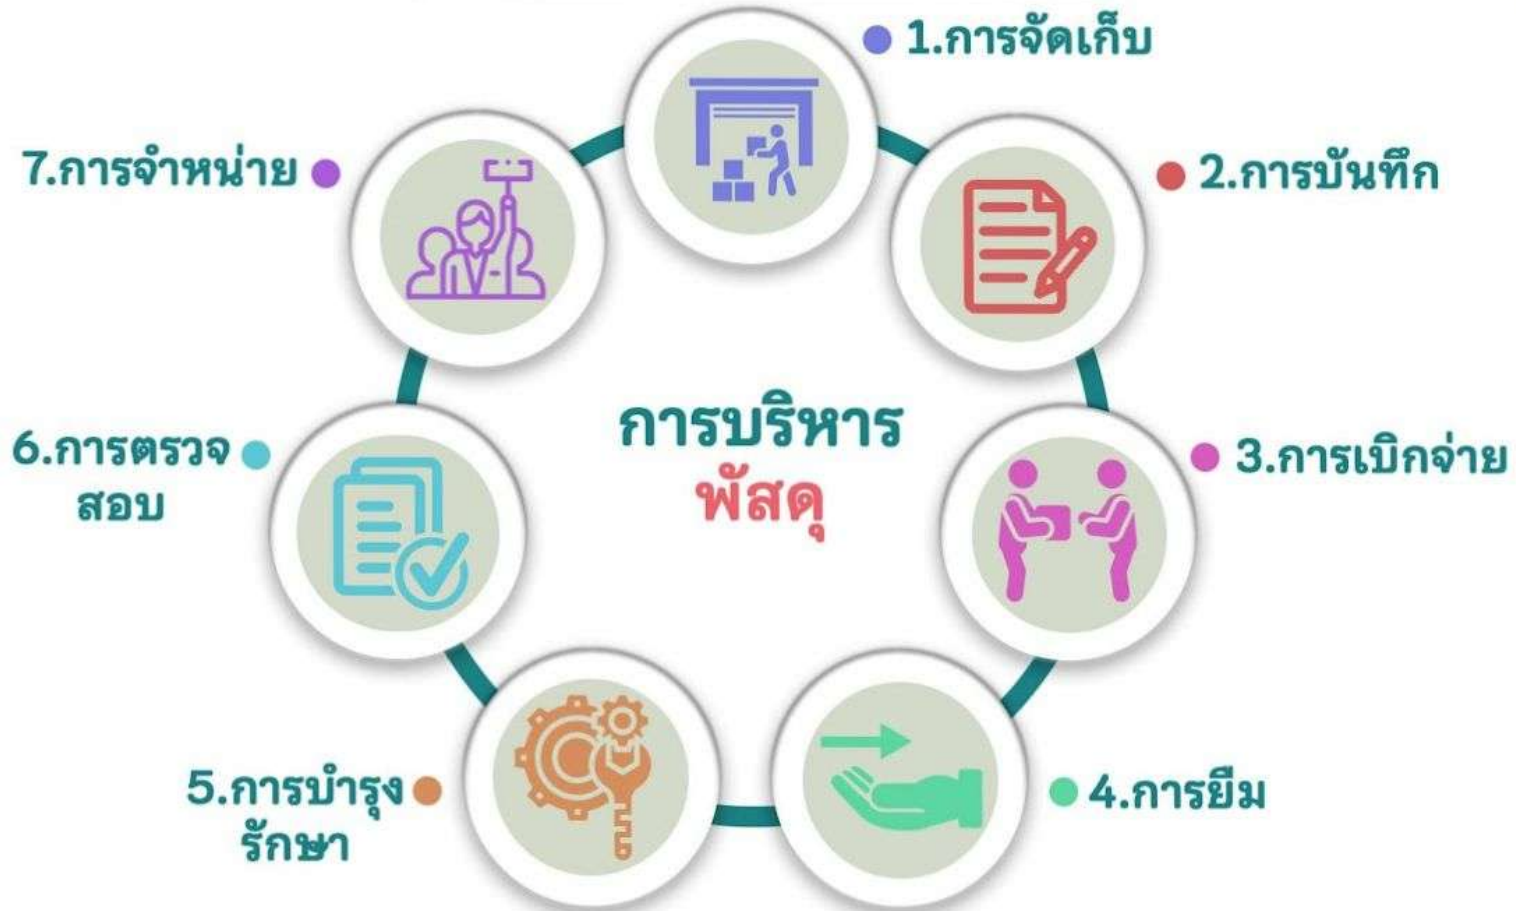 การบริหาร
พัสดุ
1.การจัดเก็บ
2.การบันทึก
3.การเบิกจ่าย
4.การยืม
5.การบำรุง
รักษา
6.การตรวจ
สอบ
7.การจำหน่าย